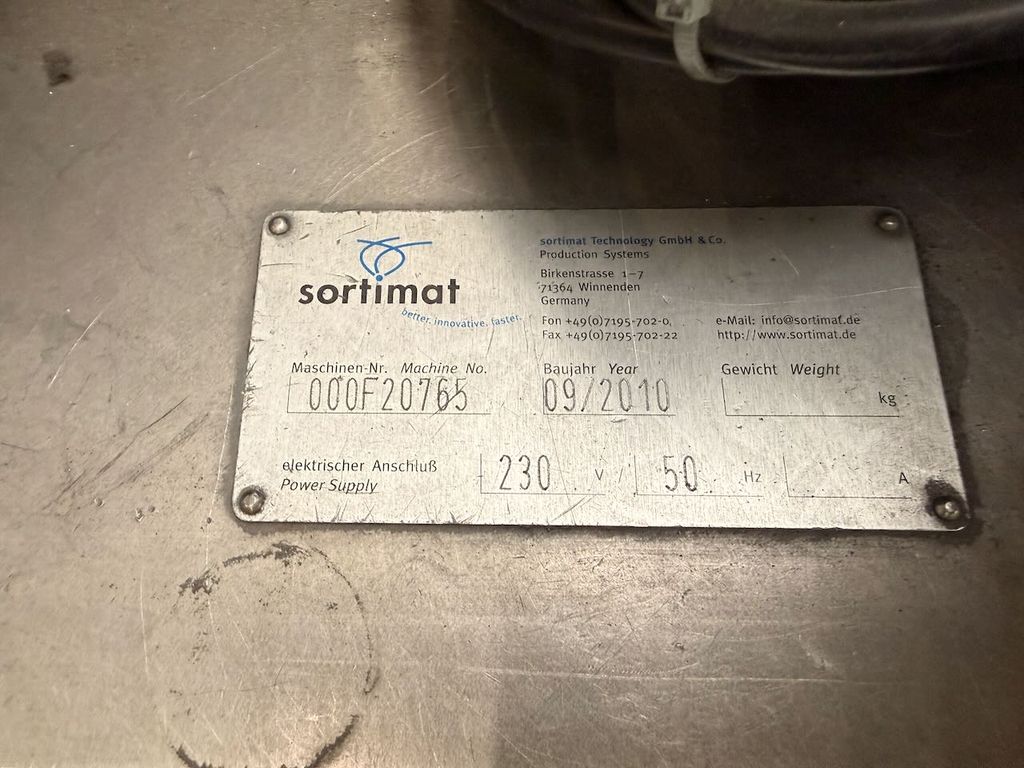 sortimat
better. innovative. faster.
sortimat Technology GmbH & Co.
Production Systems
Birkenstrasse 1-7
71364 Winnenden
Germany
Fon +49(0)7195-702-0
Fax +49(0)7195-702-22
e-Mail: info@sortimat.de
http://www.sortimat.de
Maschinen-Nr. Machine No.
000F20765
Baujahr Year
09/2010
Gewicht Weight
kg
elektrischer Anschluß
Power Supply
230 V / 50 Hz A